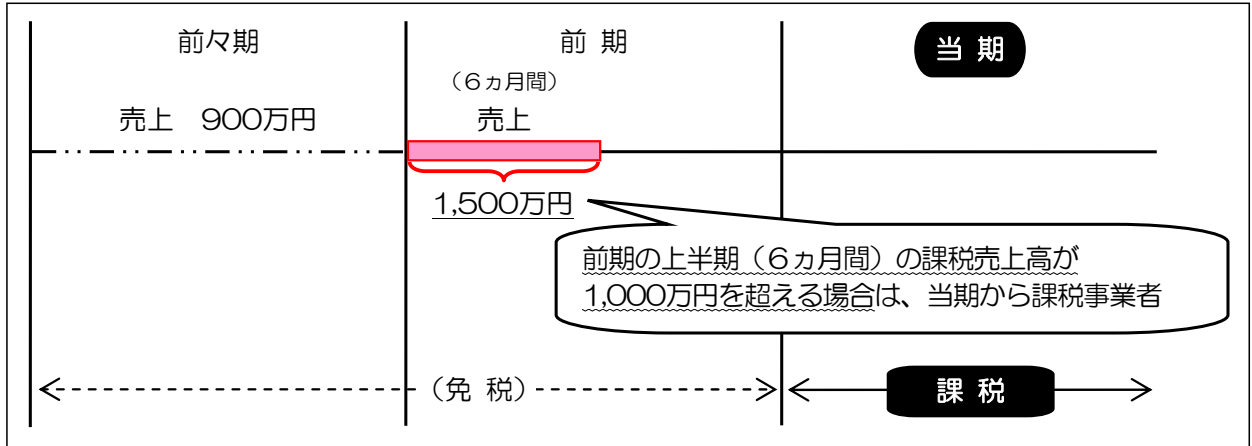 前々期
前 期
当 期
（6ヵ月間）
売上 900万円
売上
1,500万円
前期の上半期（6ヵ月間）の課税売上高が
1,000万円を超える場合は、当期から課税事業者
（免 税）
課 税